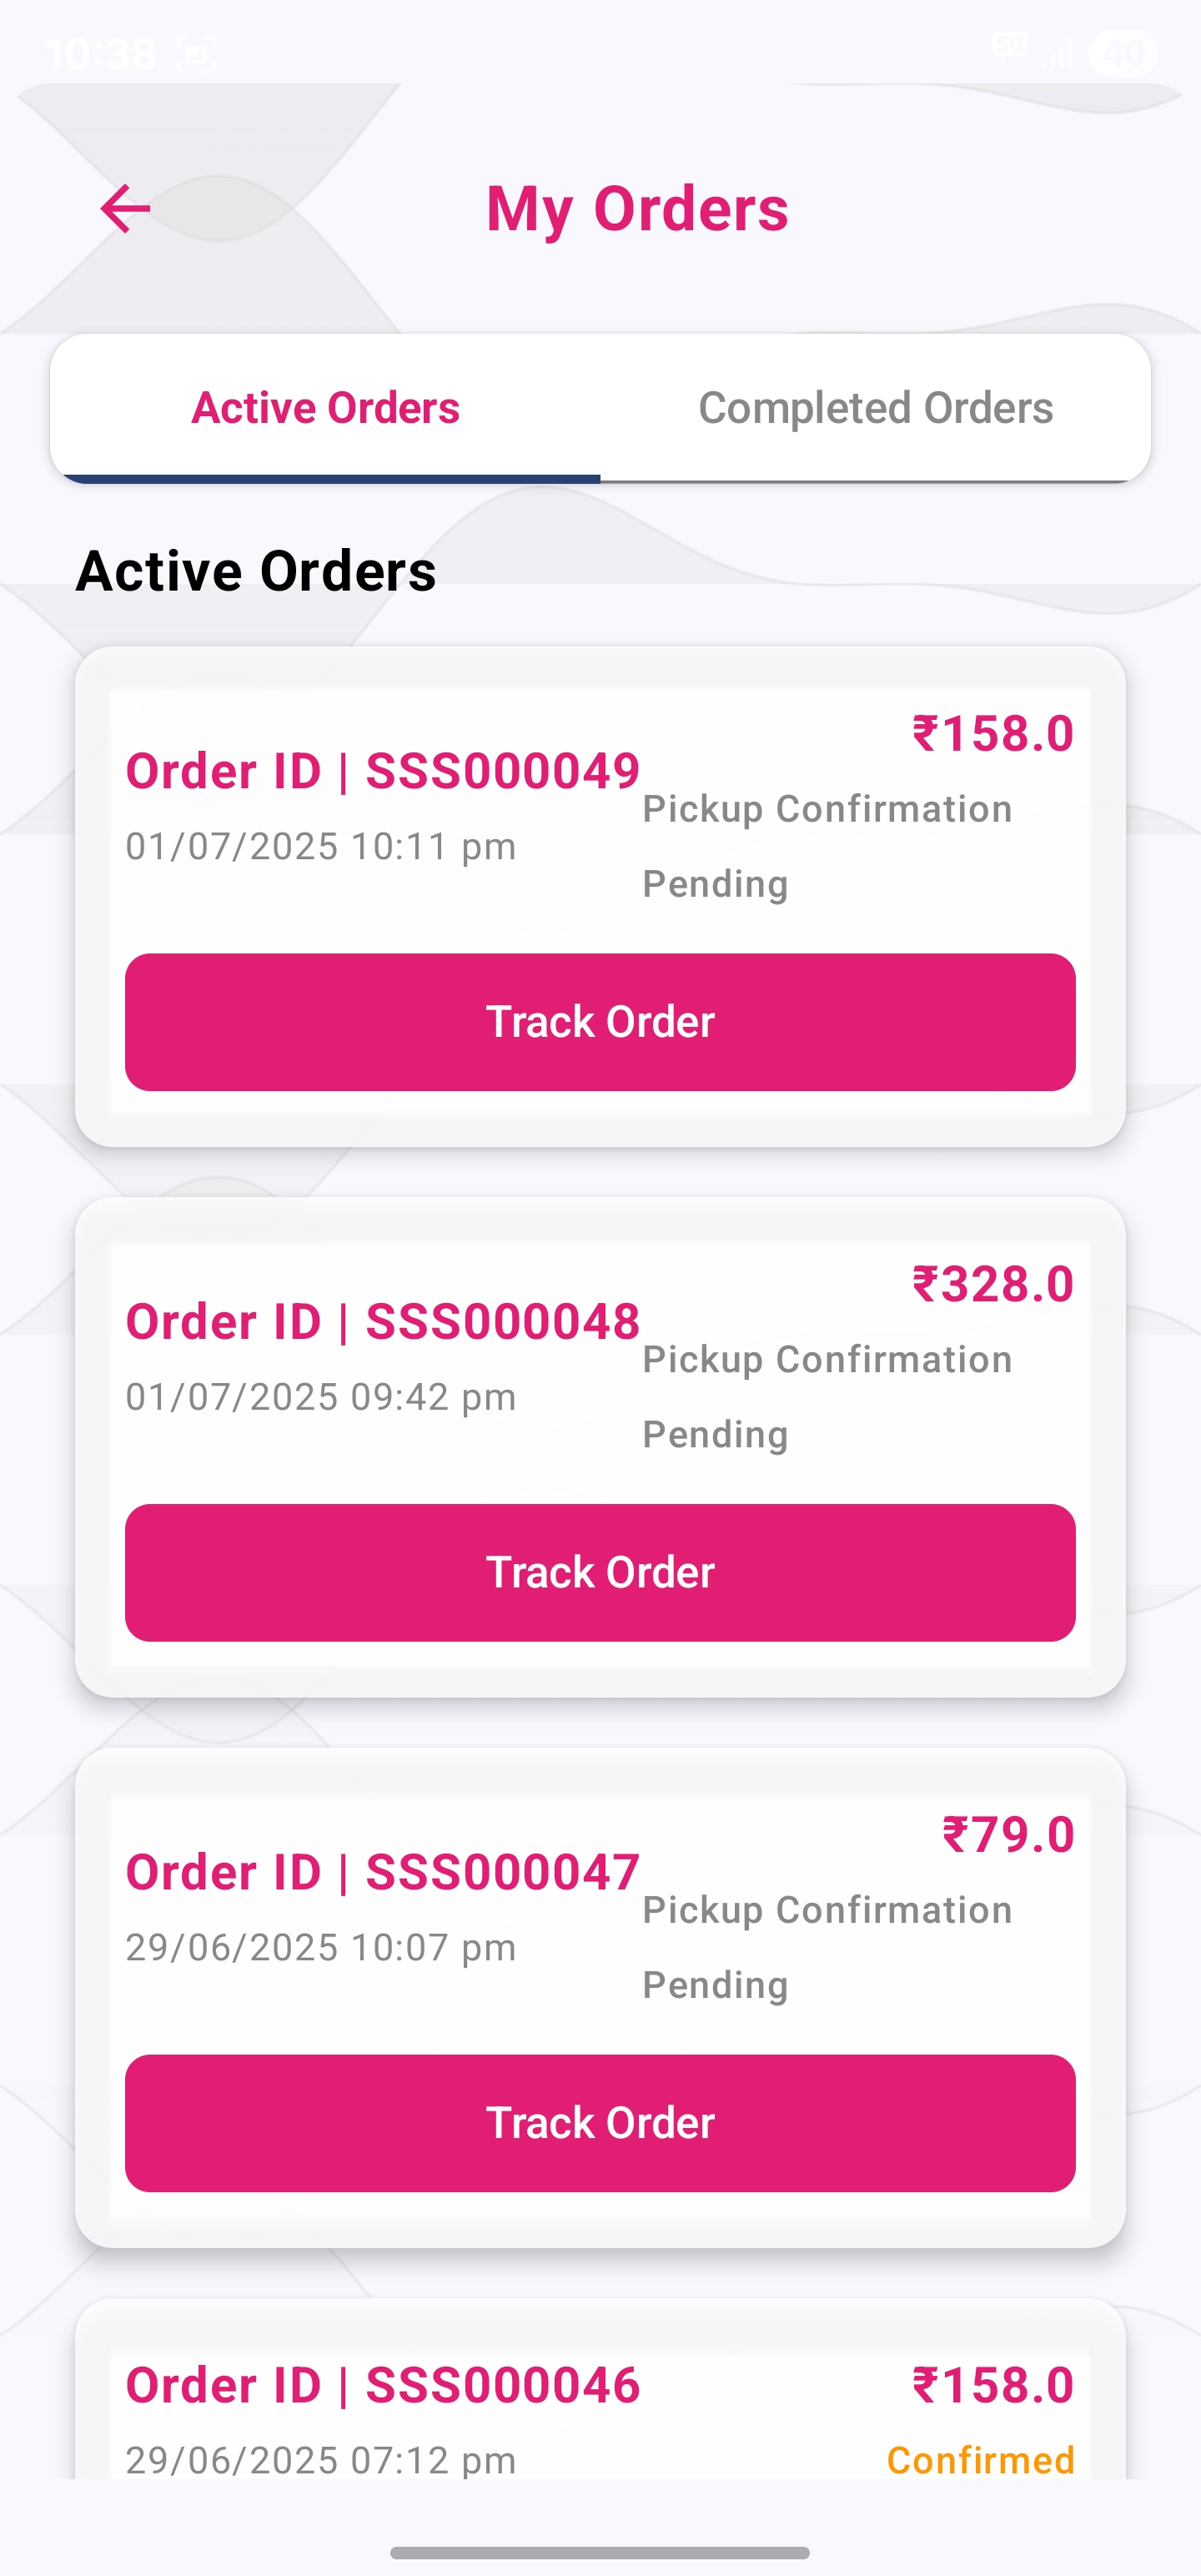 10:38
5G
40
My Orders
Active Orders
Completed Orders
Active Orders
₹158.0
Order ID | SSS000049
Pickup Confirmation
01/07/2025 10:11 pm
Pending
Track Order
₹328.0
Order ID | SSS000048
Pickup Confirmation
01/07/2025 09:42 pm
Pending
Track Order
₹79.0
Order ID | SSS000047
Pickup Confirmation
29/06/2025 10:07 pm
Pending
Track Order
Order ID | SSS000046
₹158.0
29/06/2025 07:12 pm
Confirmed